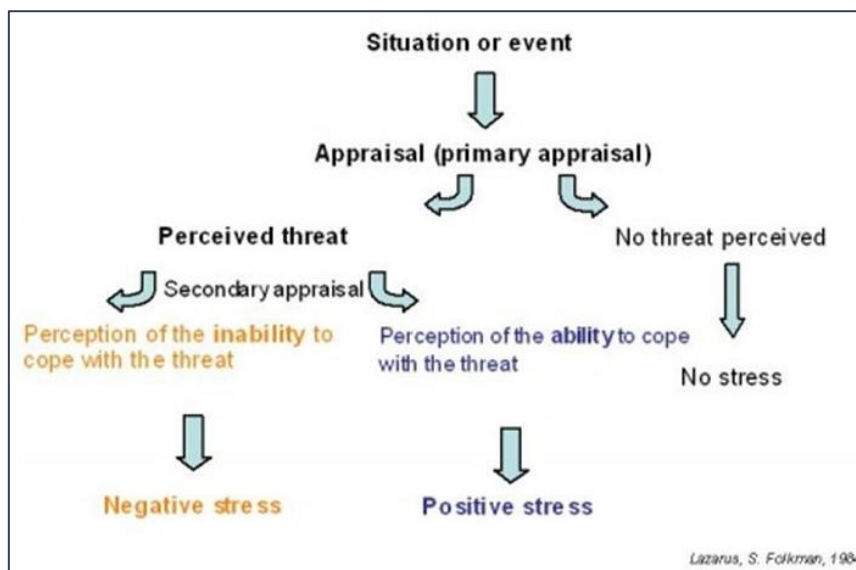 Situation or event
Appraisal (primary appraisal)
Perceived threat
No threat perceived
Secondary appraisal
Perception of the inability to
cope with the threat
Perception of the ability to cope
with the threat
No stress
Negative stress
Positive stress
Lazarus, S. Folkman, 198